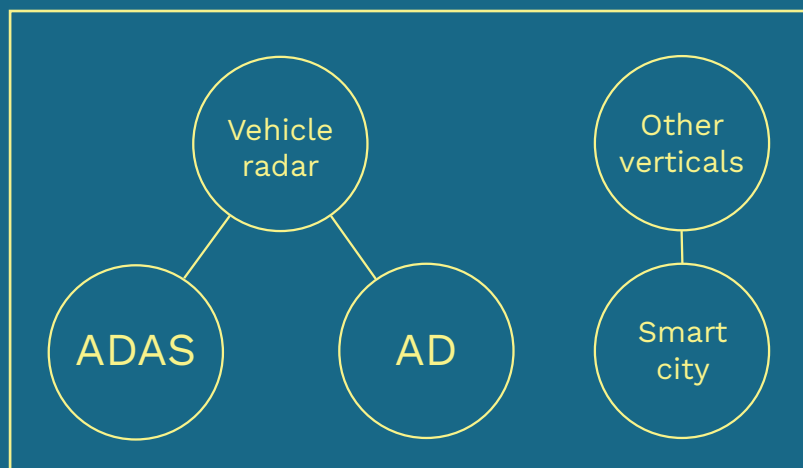 Vehicle
radar
Other
verticals
ADAS
AD
Smart
city